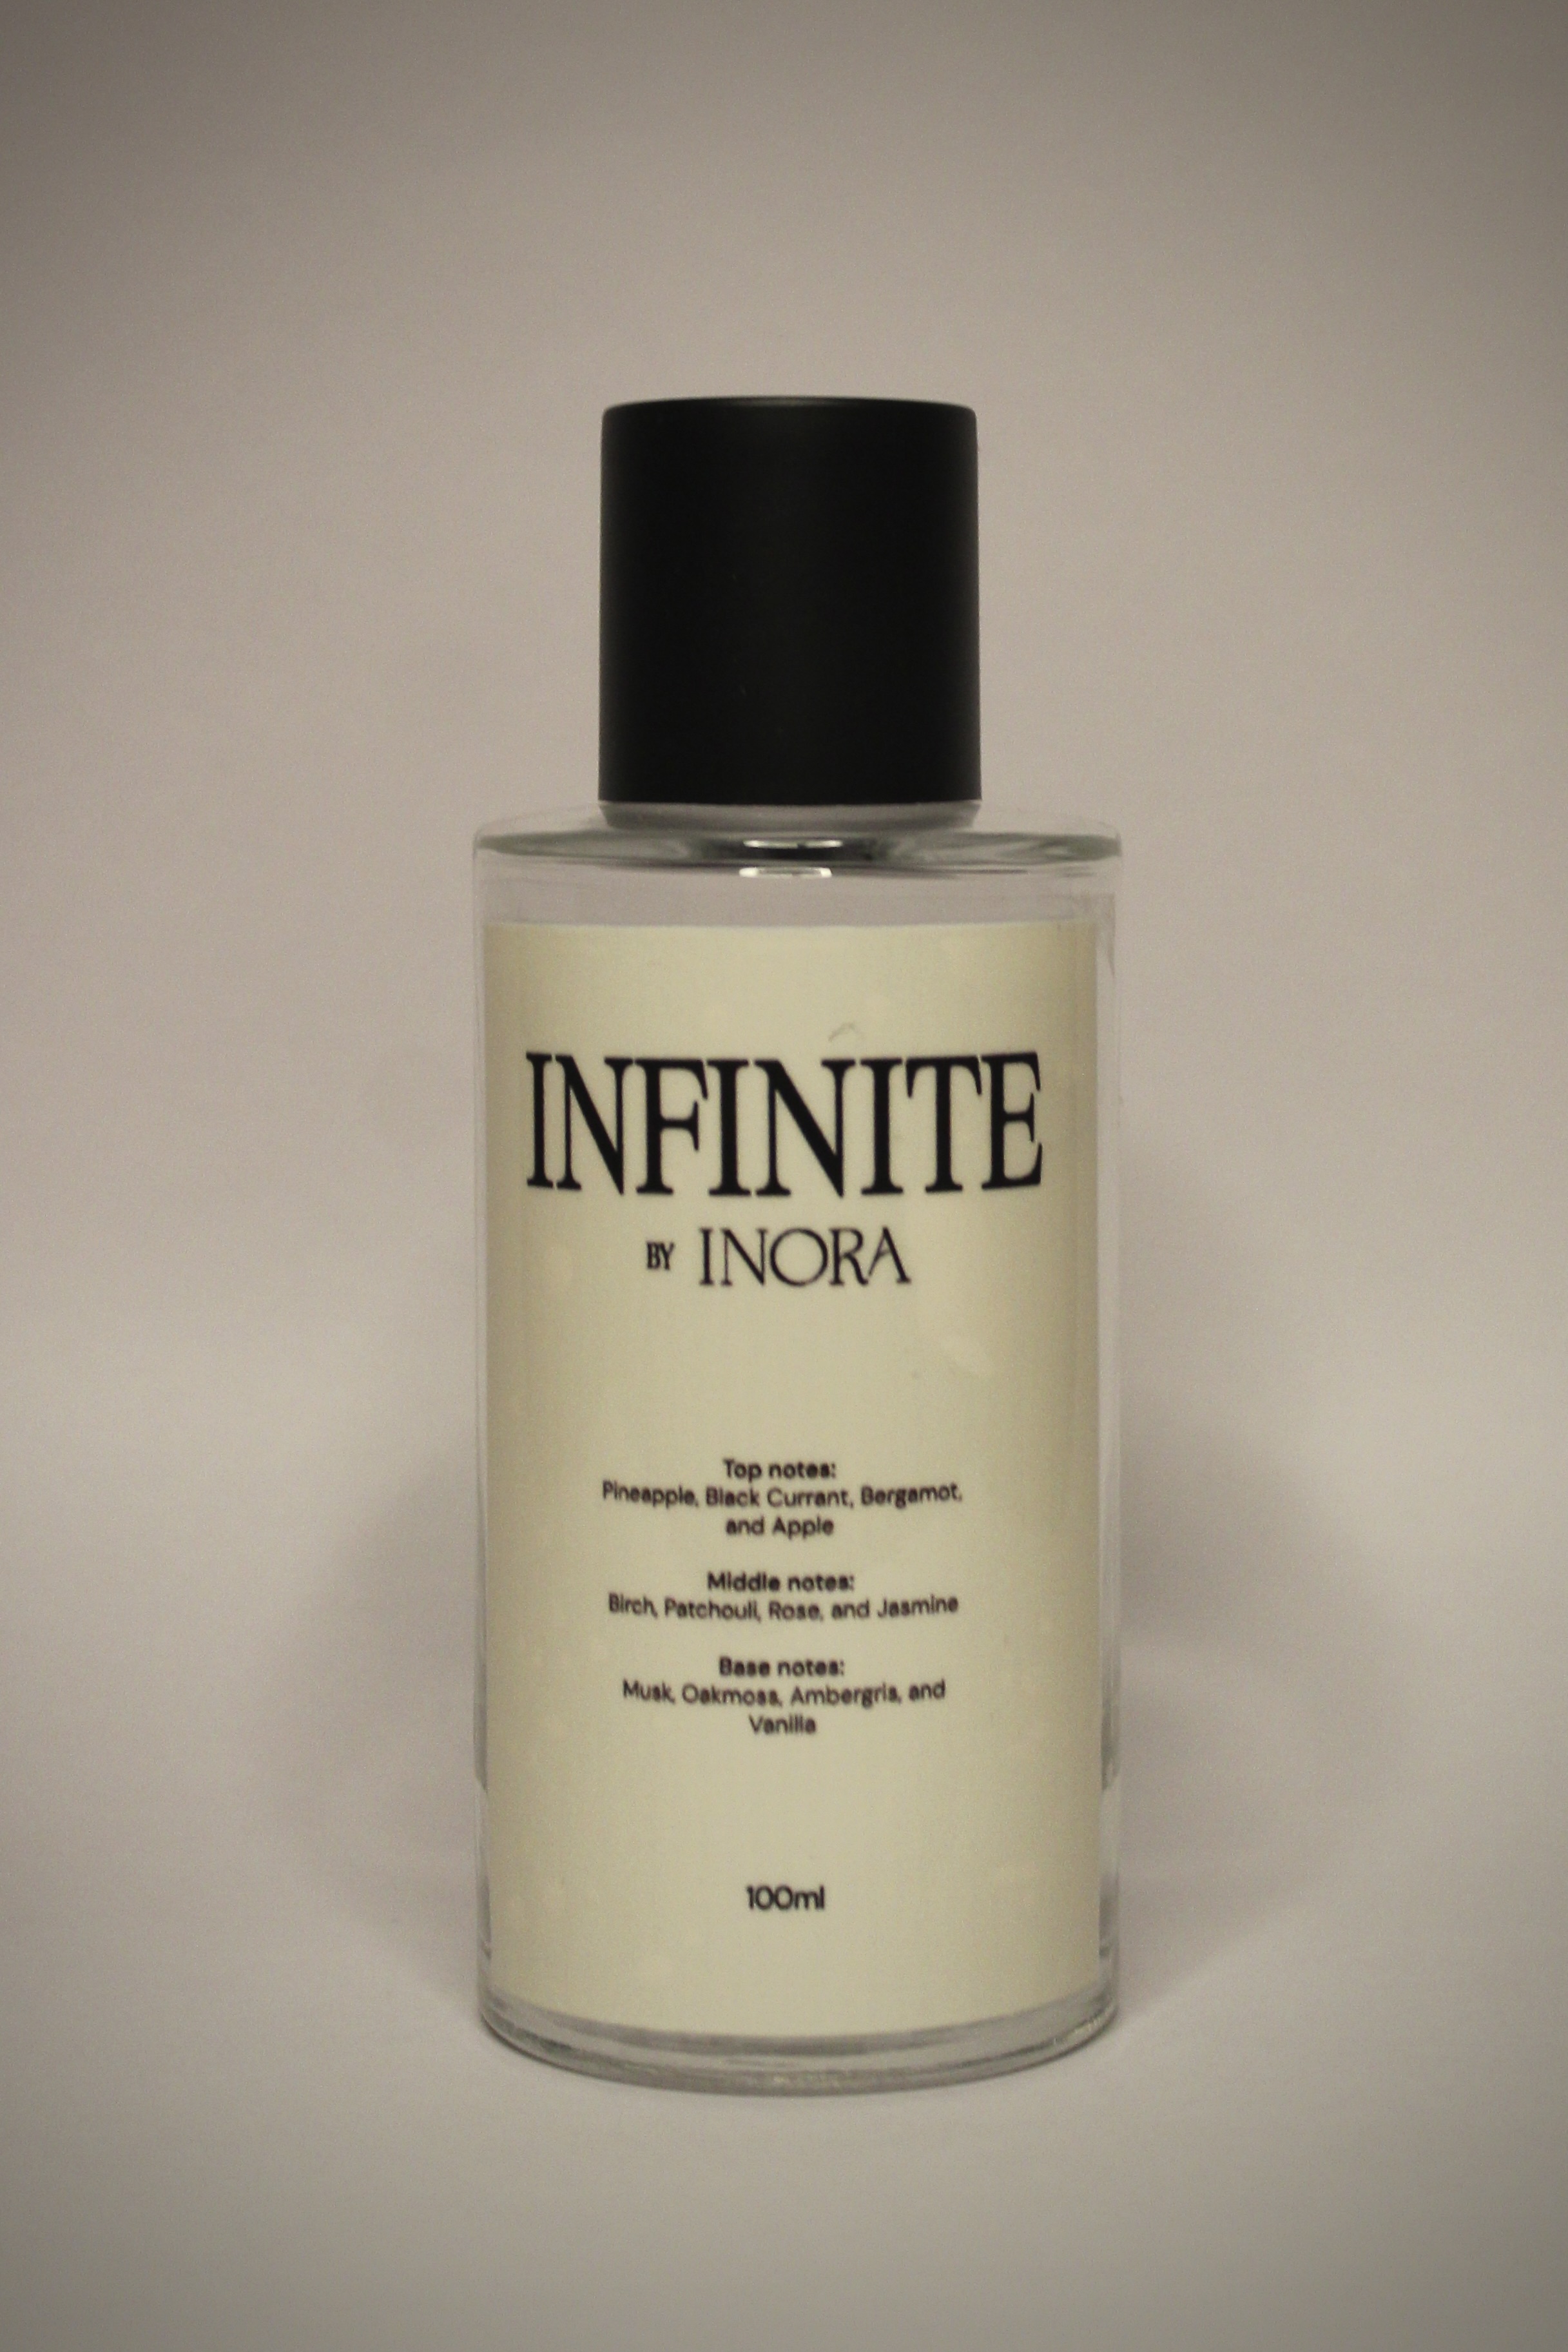 INFINITE
BY INORA
Top notes:
Pineapple, Black Currant, Bergamot,
and Apple
Middle notes:
Birch, Patchouli, Rose, and Jasmine
Base notes:
Musk, Oakmoss, Ambergris, and
Vanilla
100ml